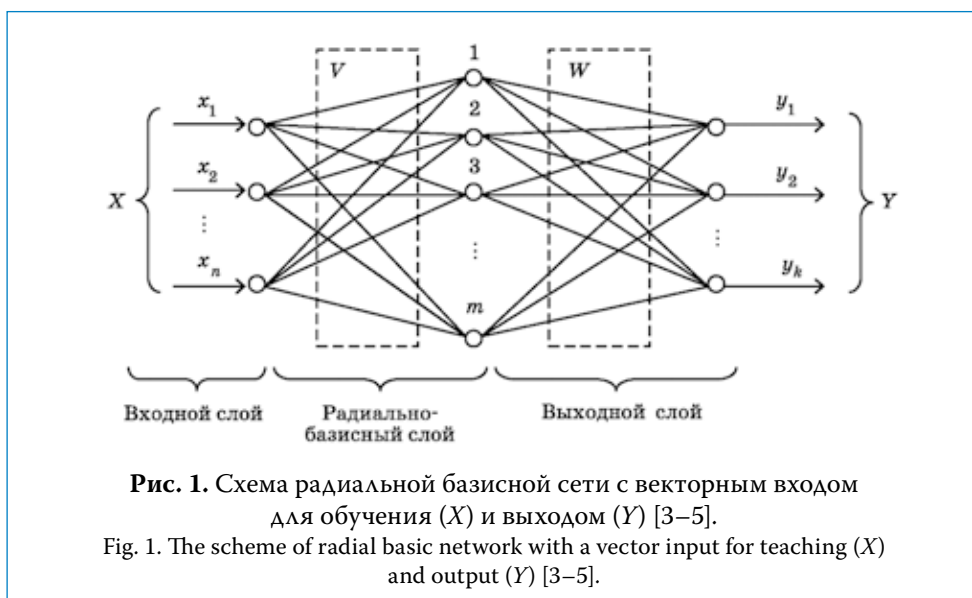 1
V
W
2
x₁
y₁
3
x₂
y₂
X
Y
⋮
⋮
⋮
xₙ
yₖ
m
Входной слой
Радиально-
базисный слой
Выходной слой
Рис. 1. Схема радиальной базисной сети с векторным входом
для обучения (X) и выходом (Y) [3–5].
Fig. 1. The scheme of radial basic network with a vector input for teaching (X)
and output (Y) [3–5].